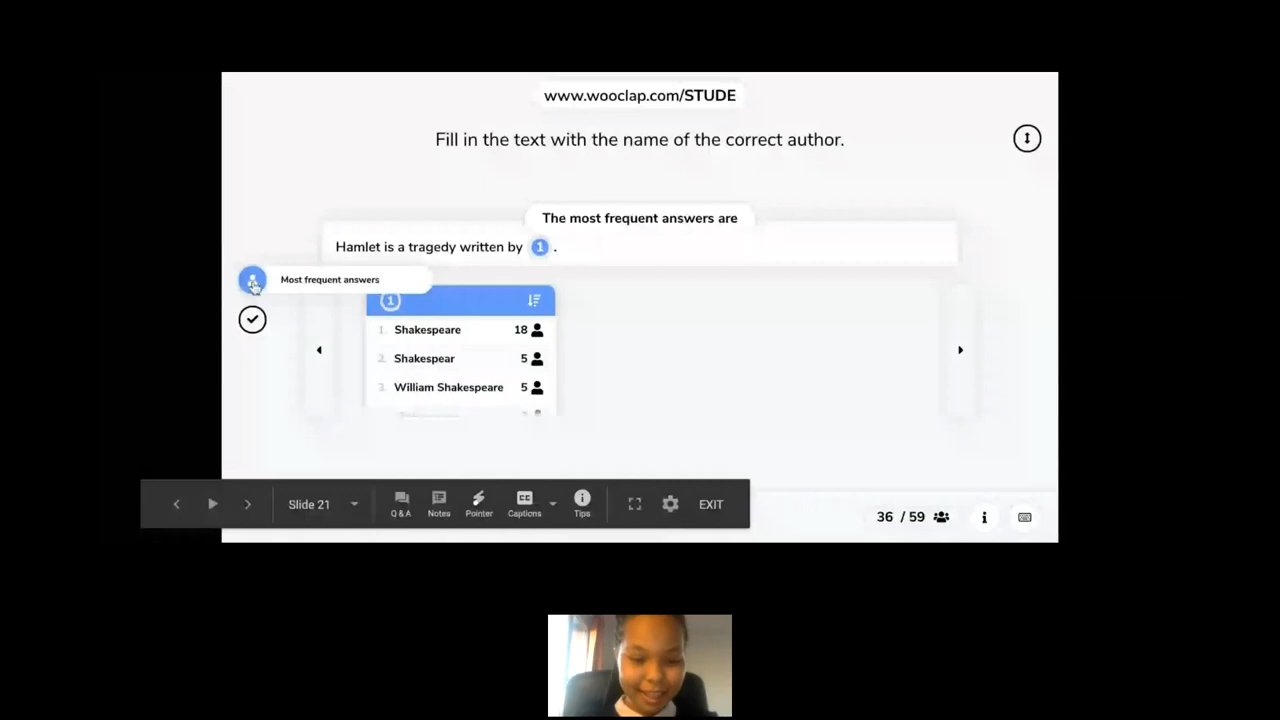 www.wooclap.com/STUDE
Fill in the text with the name of the correct author.
The most frequent answers are
Hamlet is a tragedy written by 1 .
Most frequent answers
1
1. Shakespeare 18
2. Shakespear 5
3. William Shakespeare 5
Slide 21
Q & A
Notes
Pointer
CC
Captions
Tips
EXIT
36 / 59